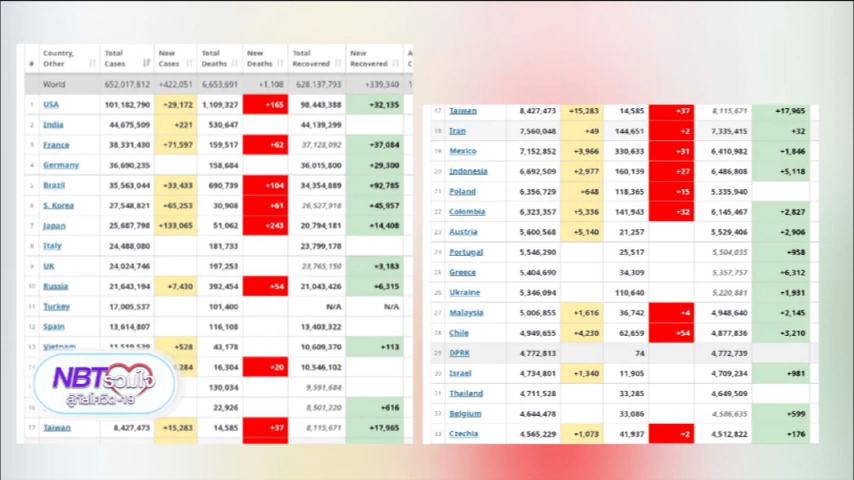 # Country, Other Total Cases New Cases Total Deaths New Deaths Total Recovered New Recovered
World 652,017,812 +422,051 6,653,691 +1,108 628,137,793 +339,340
1 USA 101,182,790 +29,172 1,109,327 +165 98,443,388 +32,135
2 India 44,675,509 +221 530,647 44,139,299
3 France 38,331,430 +71,597 159,517 +62 37,128,092 +37,084
4 Germany 36,690,235 158,684 36,015,800 +29,300
5 Brazil 35,563,044 +33,433 690,739 +104 34,354,889 +92,785
6 S. Korea 27,548,821 +65,253 30,908 +61 26,527,918 +45,957
7 Japan 25,687,798 +133,065 51,062 +243 20,794,181 +14,408
8 Italy 24,488,080 181,733 23,799,178
9 UK 24,024,746 197,253 23,765,150 +3,183
10 Russia 21,643,194 +7,430 392,454 +54 21,043,426 +6,315
11 Turkey 17,005,537 101,400 N/A N/A
12 Spain 13,614,807 116,108 13,403,322
13 Vietnam 11,519,539 +528 43,178 10,609,370 +113
14 16,304 +20 10,546,102
130,034 9,591,684
22,926 8,501,220 +616
17 Taiwan 8,427,473 +15,283 14,585 +37 8,115,671 +17,965
NBT รวมใจ
สู้ภัยโควิด-19
17 Taiwan 8,427,473 +15,283 14,585 +37 8,115,671 +17,965
18 Iran 7,560,048 +49 144,651 +2 7,335,415 +32
19 Mexico 7,152,852 +3,966 330,633 +31 6,410,982 +1,846
20 Indonesia 6,692,509 +2,977 160,139 +27 6,486,808 +5,118
21 Poland 6,356,729 +648 118,365 +15 5,335,940
22 Colombia 6,323,357 +5,336 141,943 +32 6,145,467 +2,827
23 Austria 5,600,568 +5,140 21,257 5,529,406 +2,906
24 Portugal 5,546,290 25,517 5,504,035 +958
25 Greece 5,404,690 34,309 5,357,757 +6,312
26 Ukraine 5,346,094 110,640 5,220,881 +1,931
27 Malaysia 5,006,855 +1,616 36,742 +4 4,948,640 +2,145
28 Chile 4,949,655 +4,230 62,659 +54 4,877,836 +3,210
29 DPRK 4,772,813 74 4,772,739
30 Israel 4,734,801 +1,340 11,905 4,709,234 +981
31 Thailand 4,711,528 33,285 4,649,509
32 Belgium 4,644,478 33,086 4,586,635 +599
33 Czechia 4,565,229 +1,073 41,937 +2 4,512,822 +176